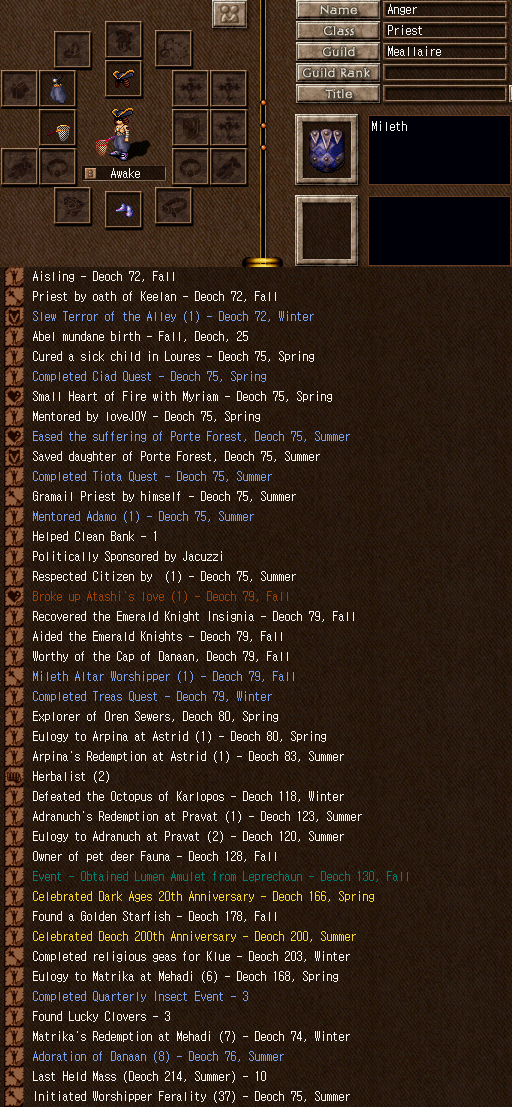 Name Anger
Class Priest
Guild Meallaire
Guild Rank
Title
Mileth
Awake
Aisling - Deoch 72, Fall
Priest by oath of Keelan - Deoch 72, Fall
Slew Terror of the Alley (1) - Deoch 72, Winter
Abel mundane birth - Fall, Deoch, 25
Cured a sick child in Loures - Deoch 75, Spring
Completed Ciad Quest - Deoch 75, Spring
Small Heart of Fire with Myriam - Deoch 75, Spring
Mentored by loveJOY - Deoch 75, Spring
Eased the suffering of Porte Forest, Deoch 75, Summer
Saved daughter of Porte Forest, Deoch 75, Summer
Completed Tiota Quest - Deoch 75, Summer
Gramail Priest by himself - Deoch 75, Summer
Mentored Adamo (1) - Deoch 75, Summer
Helped Clean Bank - 1
Politically Sponsored by Jacuzzi
Respected Citizen by  (1) - Deoch 75, Summer
Broke up Atashi's love (1) - Deoch 79, Fall
Recovered the Emerald Knight Insignia - Deoch 79, Fall
Aided the Emerald Knights - Deoch 79, Fall
Worthy of the Cap of Danaan, Deoch 79, Fall
Mileth Altar Worshipper (1) - Deoch 79, Fall
Completed Treas Quest - Deoch 79, Winter
Explorer of Oren Sewers, Deoch 80, Spring
Eulogy to Arpina at Astrid (1) - Deoch 80, Spring
Arpina's Redemption at Astrid (1) - Deoch 83, Summer
Herbalist (2)
Defeated the Octopus of Karlopos - Deoch 118, Winter
Adranuch's Redemption at Pravat (1) - Deoch 123, Summer
Eulogy to Adranuch at Pravat (2) - Deoch 120, Summer
Owner of pet deer Fauna - Deoch 128, Fall
Event - Obtained Lumen Amulet from Leprechaun - Deoch 130, Fall
Celebrated Dark Ages 20th Anniversary - Deoch 166, Spring
Found a Golden Starfish - Deoch 178, Fall
Celebrated Deoch 200th Anniversary - Deoch 200, Summer
Completed religious geas for Klue - Deoch 203, Winter
Eulogy to Matrika at Mehadi (6) - Deoch 168, Spring
Completed Quarterly Insect Event - 3
Found Lucky Clovers - 3
Matrika's Redemption at Mehadi (7) - Deoch 74, Winter
Adoration of Danaan (8) - Deoch 76, Summer
Last Held Mass (Deoch 214, Summer) - 10
Initiated Worshipper Ferality (37) - Deoch 75, Summer